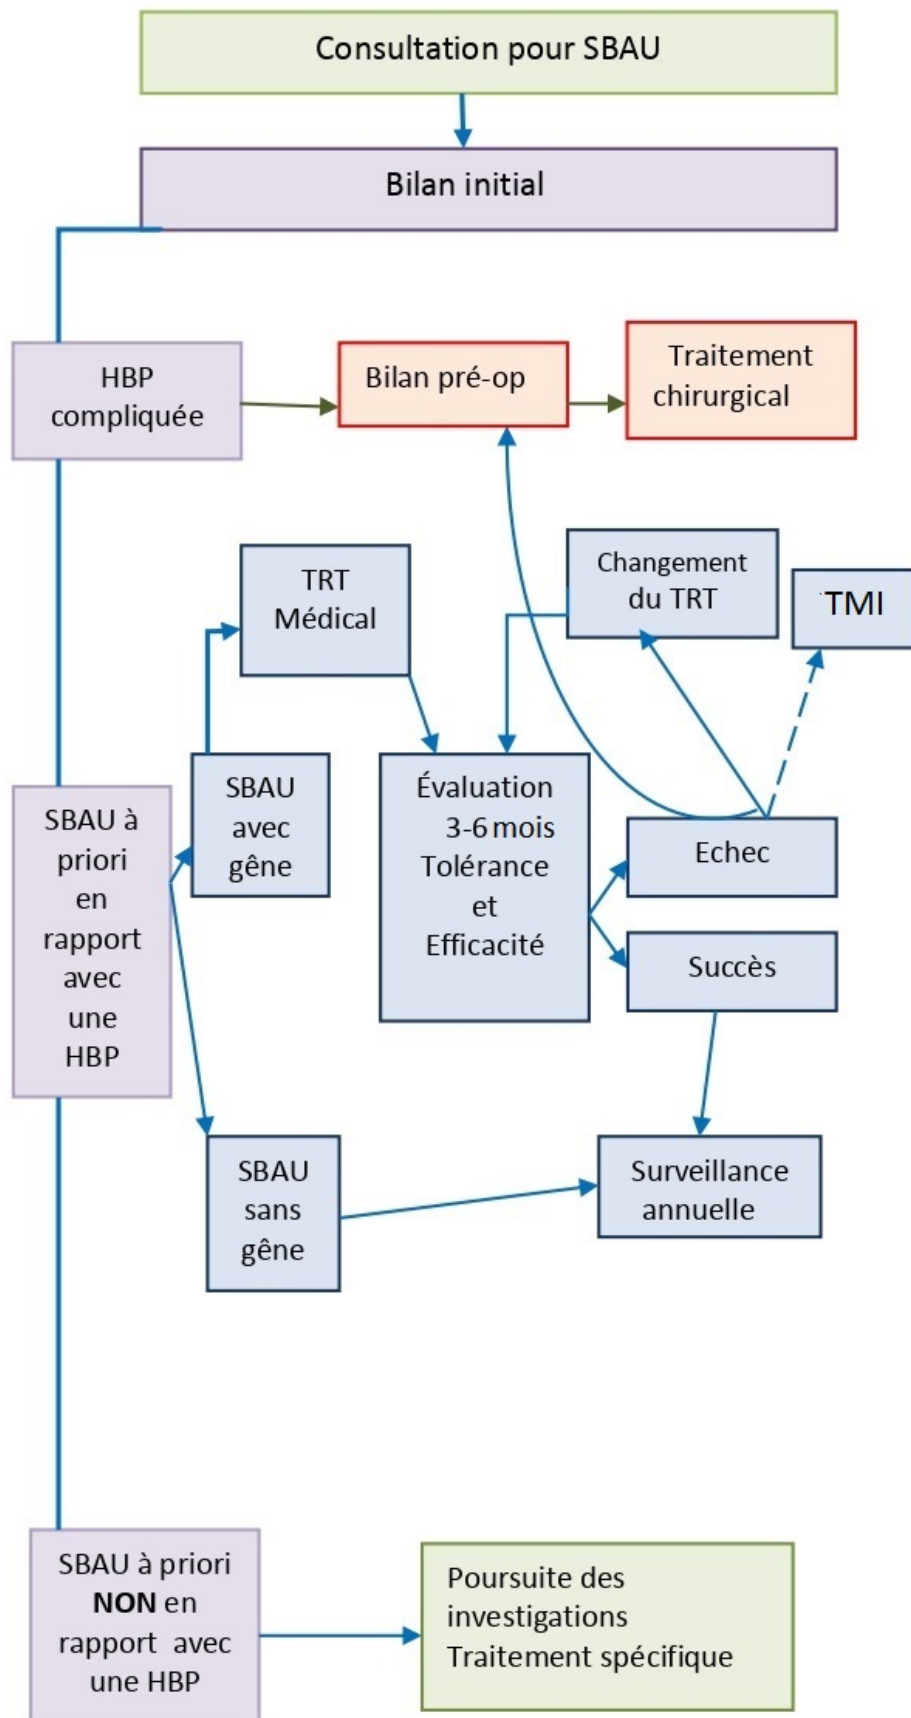 Consultation pour SBAU
Bilan initial
HBP
compliquée
Bilan pré-op
Traitement
chirurgical
TRT
Médical
Changement
du TRT
TMI
SBAU à
priori
en
rapport
avec
une
HBP
SBAU
avec
gêne
Évaluation
3-6 mois
Tolérance
et
Efficacité
Echec
Succès
SBAU
sans
gêne
Surveillance
annuelle
SBAU à priori
NON en
rapport avec
une HBP
Poursuite des
investigations
Traitement spécifique